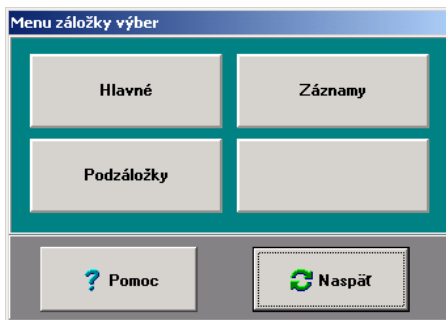 Menu záložky výber
Hlavné
Záznamy
Podzáložky
? Pomoc
Naspäť